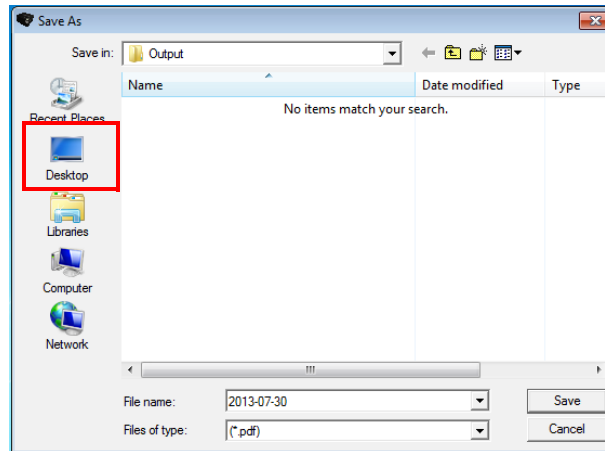 Save As
Save in: Output
Name Date modified Type
No items match your search.
Recent Places
Desktop
Libraries
Computer
Network
File name: 2013-07-30 Save
Files of type: (*.pdf) Cancel